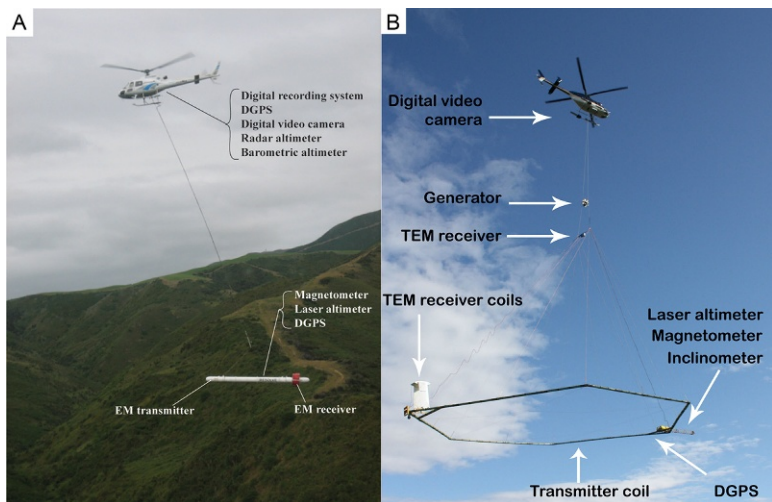 A
Digital recording system
DGPS
Digital video camera
Radar altimeter
Barometric altimeter
Magnetometer
Laser altimeter
DGPS
EM transmitter
EM receiver
B
Digital video
camera
Generator
TEM receiver
TEM receiver coils
Laser altimeter
Magnetometer
Inclinometer
Transmitter coil
DGPS